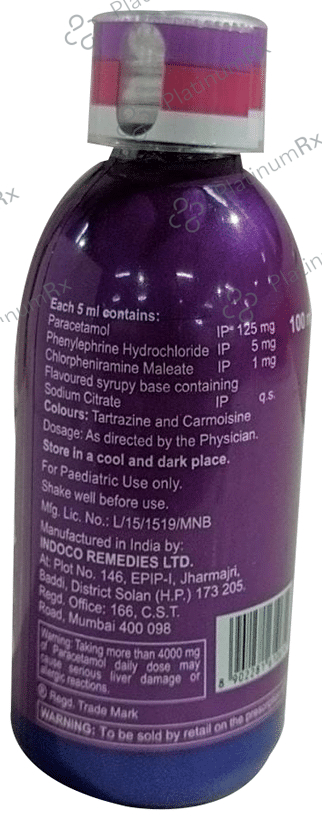 PlatinumRx
Each 5 ml contains:
Paracetamol IP 125 mg
Phenylephrine Hydrochloride IP 5 mg
Chlorpheniramine Maleate IP 1 mg
Flavoured syrupy base containing
Sodium Citrate IP q.s.
Colours: Tartrazine and Carmoisine
Dosage: As directed by the Physician.
Store in a cool and dark place.
For Paediatric Use only.
Shake well before use.
Mfg. Lic. No.: L/15/1519/MNB
Manufactured in India by:
INDOCO REMEDIES LTD.
At: Plot No. 146, EPIP-I, Jharmajri,
Baddi, District Solan (H.P.) 173 205.
Regd. Office: 166, C.S.T.
Road, Mumbai 400 098
Warning: Taking more than 4000 mg
of Paracetamol daily dose may
cause serious liver damage or
allergic reactions.
® Regd. Trade Mark
WARNING: To be sold by retail on the
100